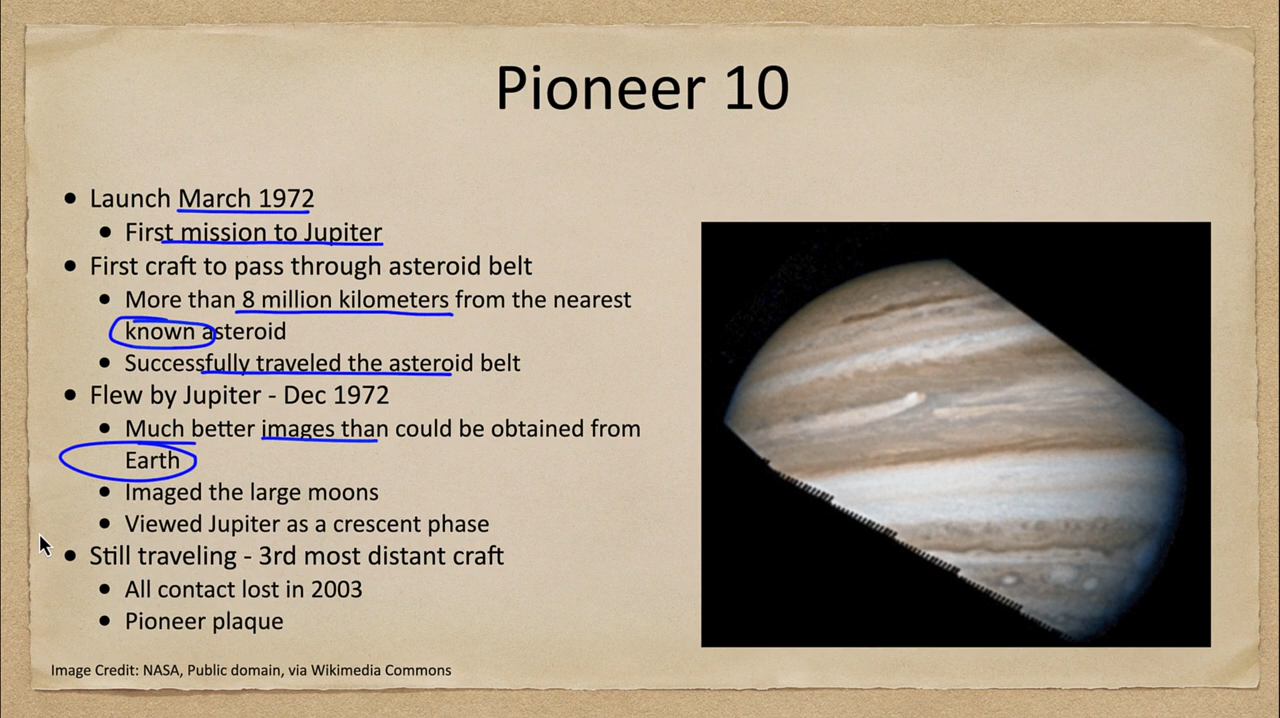 Pioneer 10
• Launch March 1972
• First mission to Jupiter
• First craft to pass through asteroid belt
• More than 8 million kilometers from the nearest
known asteroid
• Successfully traveled the asteroid belt
• Flew by Jupiter - Dec 1972
• Much better images than could be obtained from
Earth
• Imaged the large moons
• Viewed Jupiter as a crescent phase
• Still traveling - 3rd most distant craft
• All contact lost in 2003
• Pioneer plaque
Image Credit: NASA, Public domain, via Wikimedia Commons